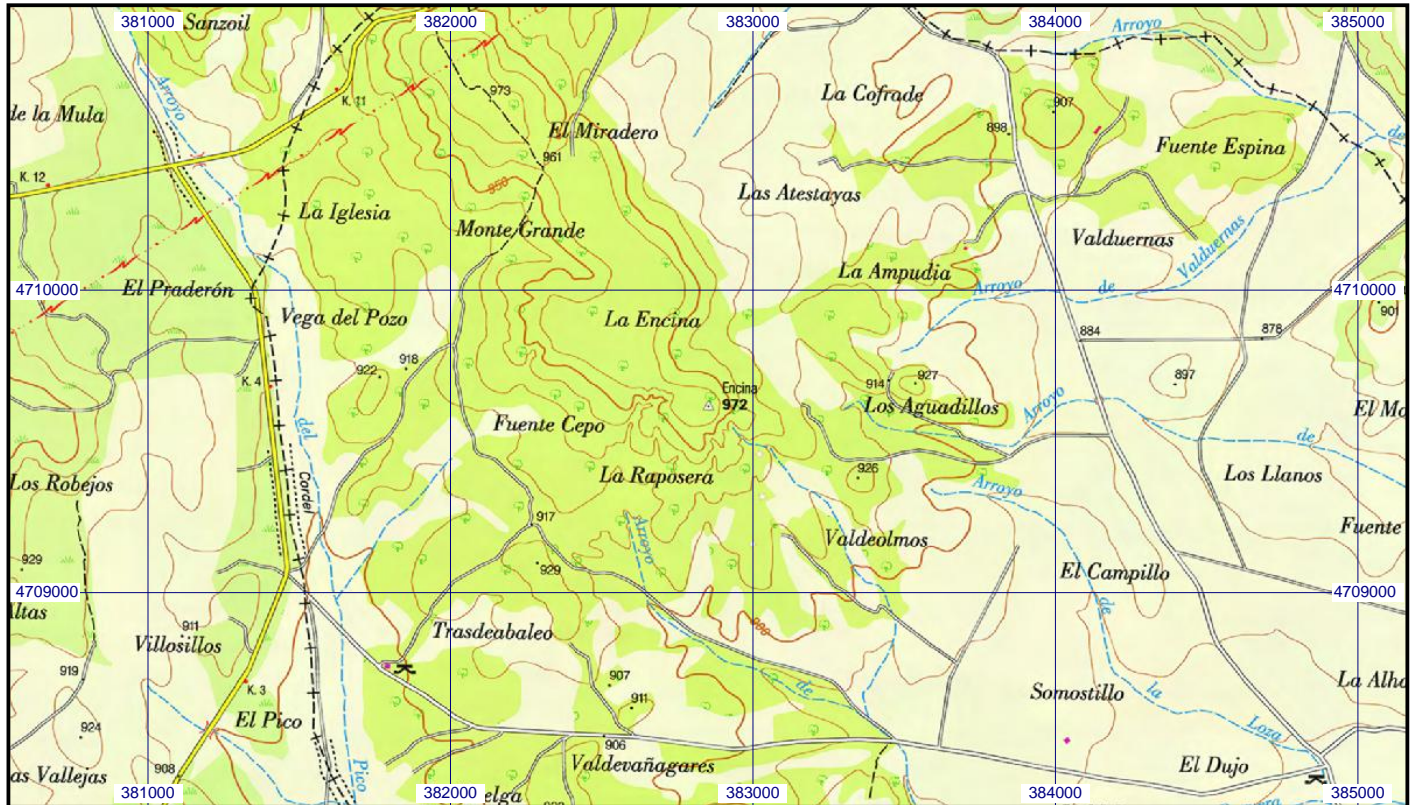 381000
382000
383000
384000
385000
Sanzoil
Arroyo
Arroyo
973
La Cofrade
907
K. 11
de la Mula
El Miradero
898
Fuente Espina
961
K. 12
950
Las Atestayas
La Iglesia
Monte Grande
Valduernas
Valduernas
La Ampudia
4710000
El Praderón
Arroyo
de
4710000
Vega del Pozo
La Encina
901
884
878
918
922
K. 4
914
927
897
Encina
972
Los Aguadillos
Arroyo
El Mo
del
Fuente Cepo
de
926
Los Robejos
Cordel
La Raposera
Arroyo
Los Llanos
917
Arroyo
Valdeolmos
Fuente
929
929
El Campillo
4709000
4709000
Altas
de
911
900
Villosillos
Trasdeabaleo
919
907
de
La Alho
K. 3
Somostillo
la
911
El Pico
924
Loza
906
908
as Vallejas
Pico
Valdevañagares
El Dujo
elga
381000
382000
383000
384000
385000